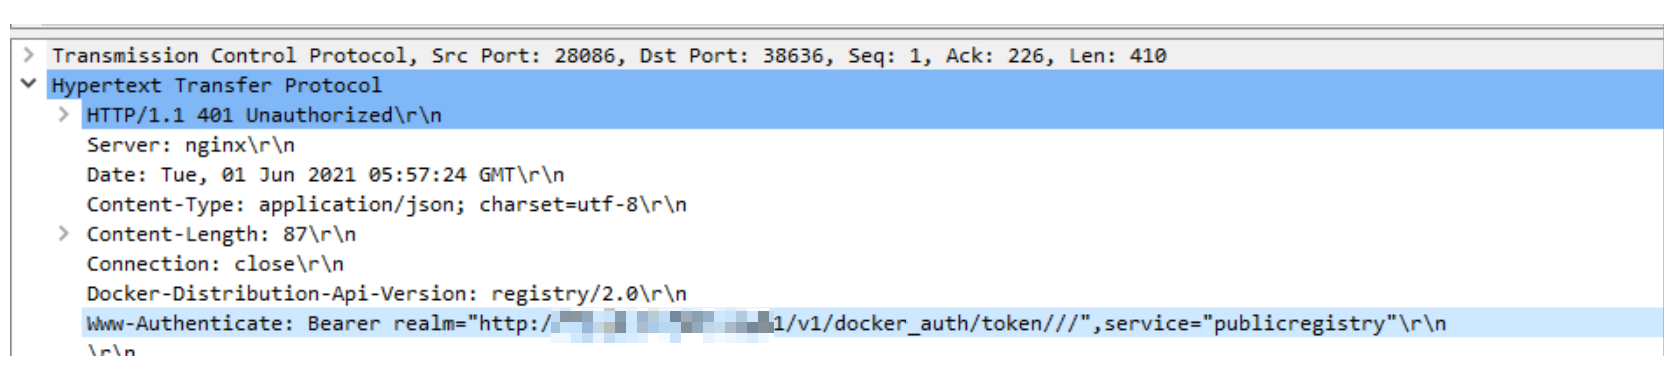 Transmission Control Protocol, Src Port: 28086, Dst Port: 38636, Seq: 1, Ack: 226, Len: 410
Hypertext Transfer Protocol
HTTP/1.1 401 Unauthorized\r\n
Server: nginx\r\n
Date: Tue, 01 Jun 2021 05:57:24 GMT\r\n
Content-Type: application/json; charset=utf-8\r\n
Content-Length: 87\r\n
Connection: close\r\n
Docker-Distribution-Api-Version: registry/2.0\r\n
Www-Authenticate: Bearer realm="http:/ 1/v1/docker_auth/token///",service="publicregistry"\r\n
\r\n